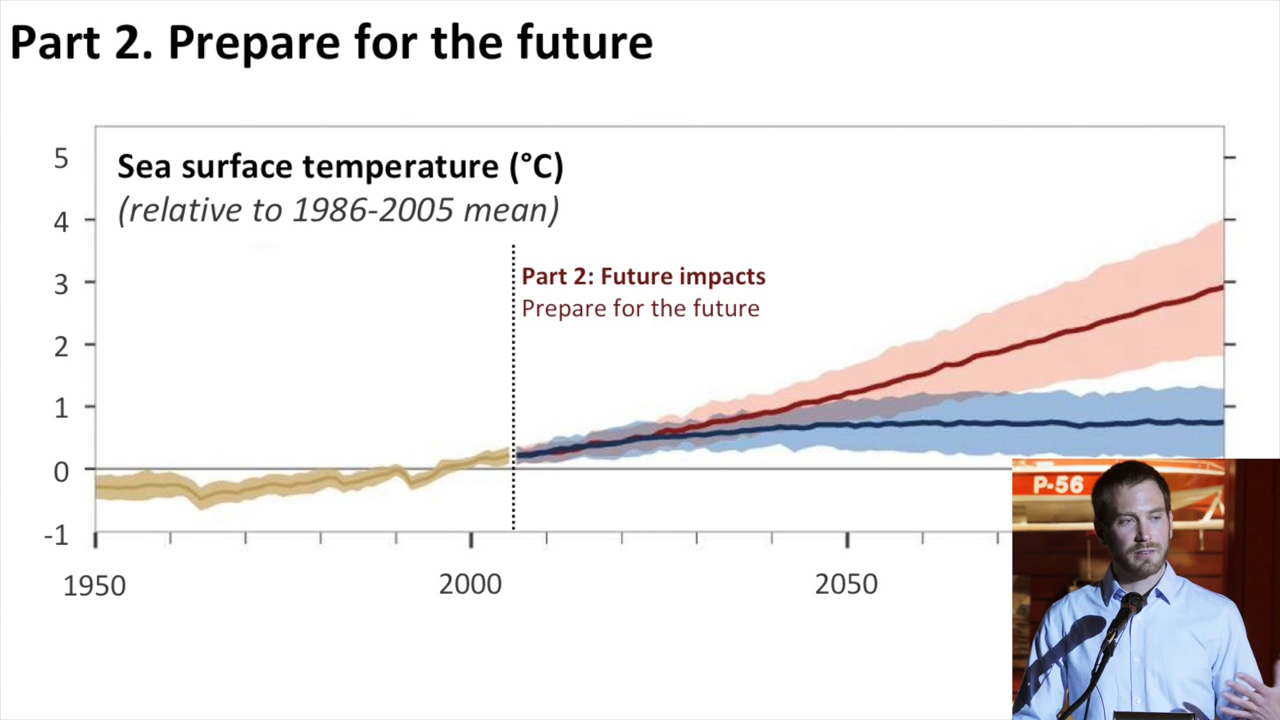 Part 2. Prepare for the future
Sea surface temperature (°C)
(relative to 1986-2005 mean)
Part 2: Future impacts
Prepare for the future
5
4
3
2
1
0
-1
1950
2000
2050
P-56